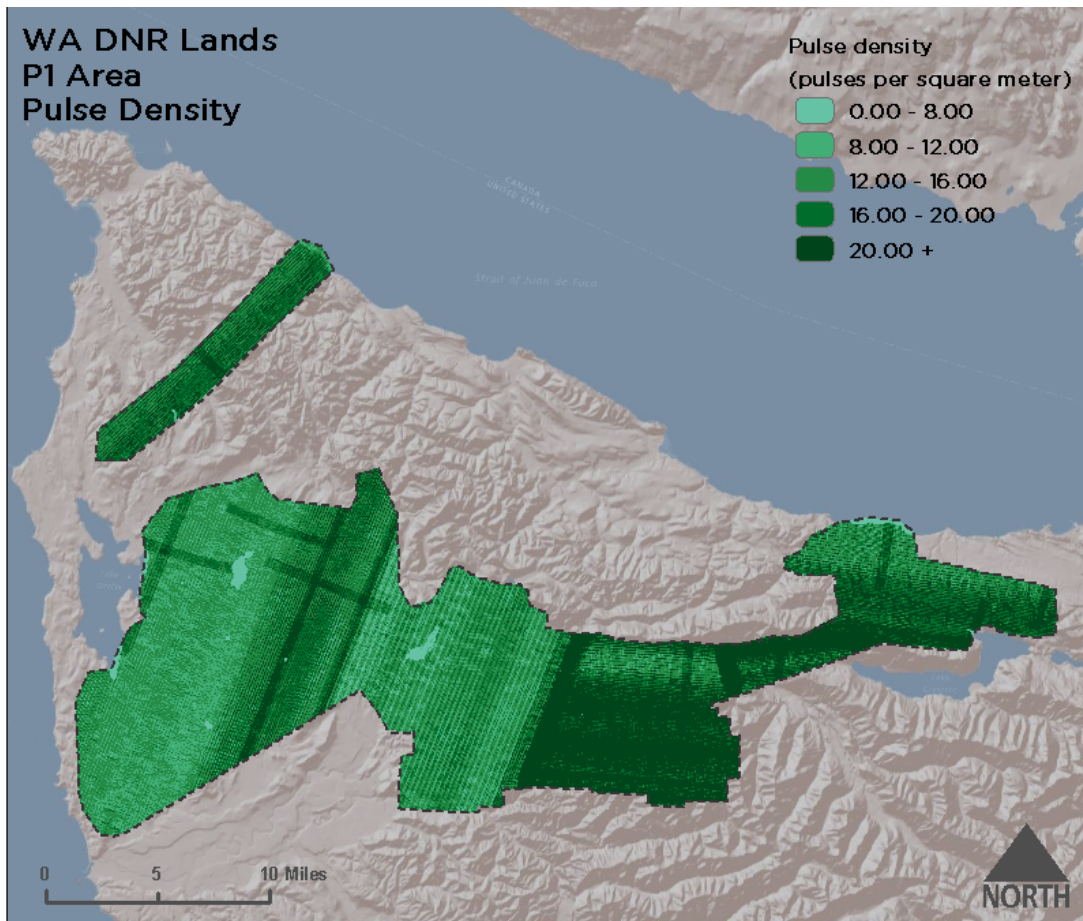 WA DNR Lands
P1 Area
Pulse Density
Pulse density
(pulses per square meter)
0.00 - 8.00
8.00 - 12.00
12.00 - 16.00
16.00 - 20.00
20.00 +
CANADA
UNITED STATES
Strait of Juan de Fuca
Lake
0 5 10 Miles
NORTH